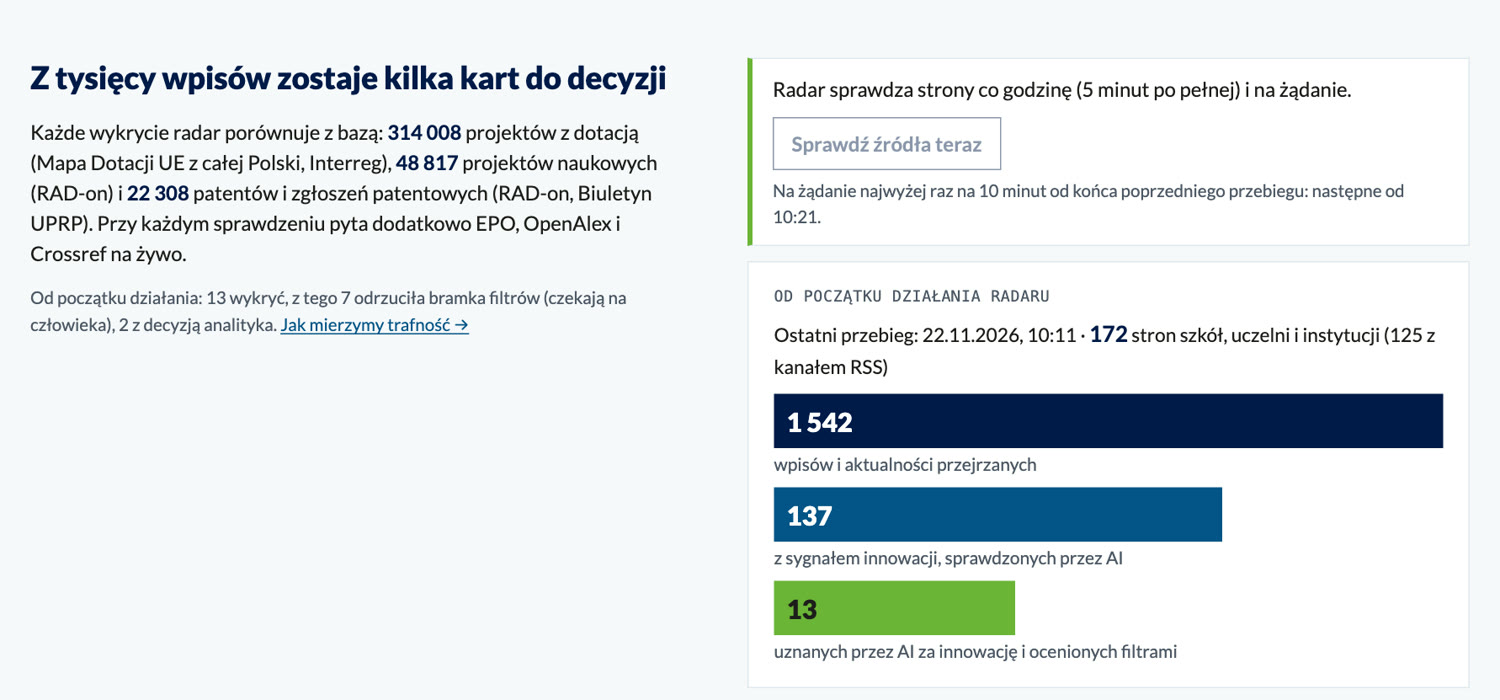 Z tysięcy wpisów zostaje kilka kart do decyzji
Każde wykrycie radar porównuje z bazą: 314 008 projektów z dotacją
(Mapa Dotacji UE z całej Polski, Interreg), 48 817 projektów naukowych
(RAD-on) i 22 308 patentów i zgłoszeń patentowych (RAD-on, Biuletyn
UPRP). Przy każdym sprawdzeniu pyta dodatkowo EPO, OpenAlex i
Crossref na żywo.
Od początku działania: 13 wykryć, z tego 7 odrzuciła bramka filtrów (czekają na
człowieka), 2 z decyzją analityka. Jak mierzymy trafność →
Radar sprawdza strony co godzinę (5 minut po pełnej) i na żądanie.
Sprawdź źródła teraz
Na żądanie najwyżej raz na 10 minut od końca poprzedniego przebiegu: następne od
10:21.
OD POCZĄTKU DZIAŁANIA RADARU
Ostatni przebieg: 22.11.2026, 10:11 · 172 stron szkół, uczelni i instytucji (125 z
kanałem RSS)
1 542
wpisów i aktualności przejrzanych
137
z sygnałem innowacji, sprawdzonych przez AI
13
uznanych przez AI za innowację i ocenionych filtrami